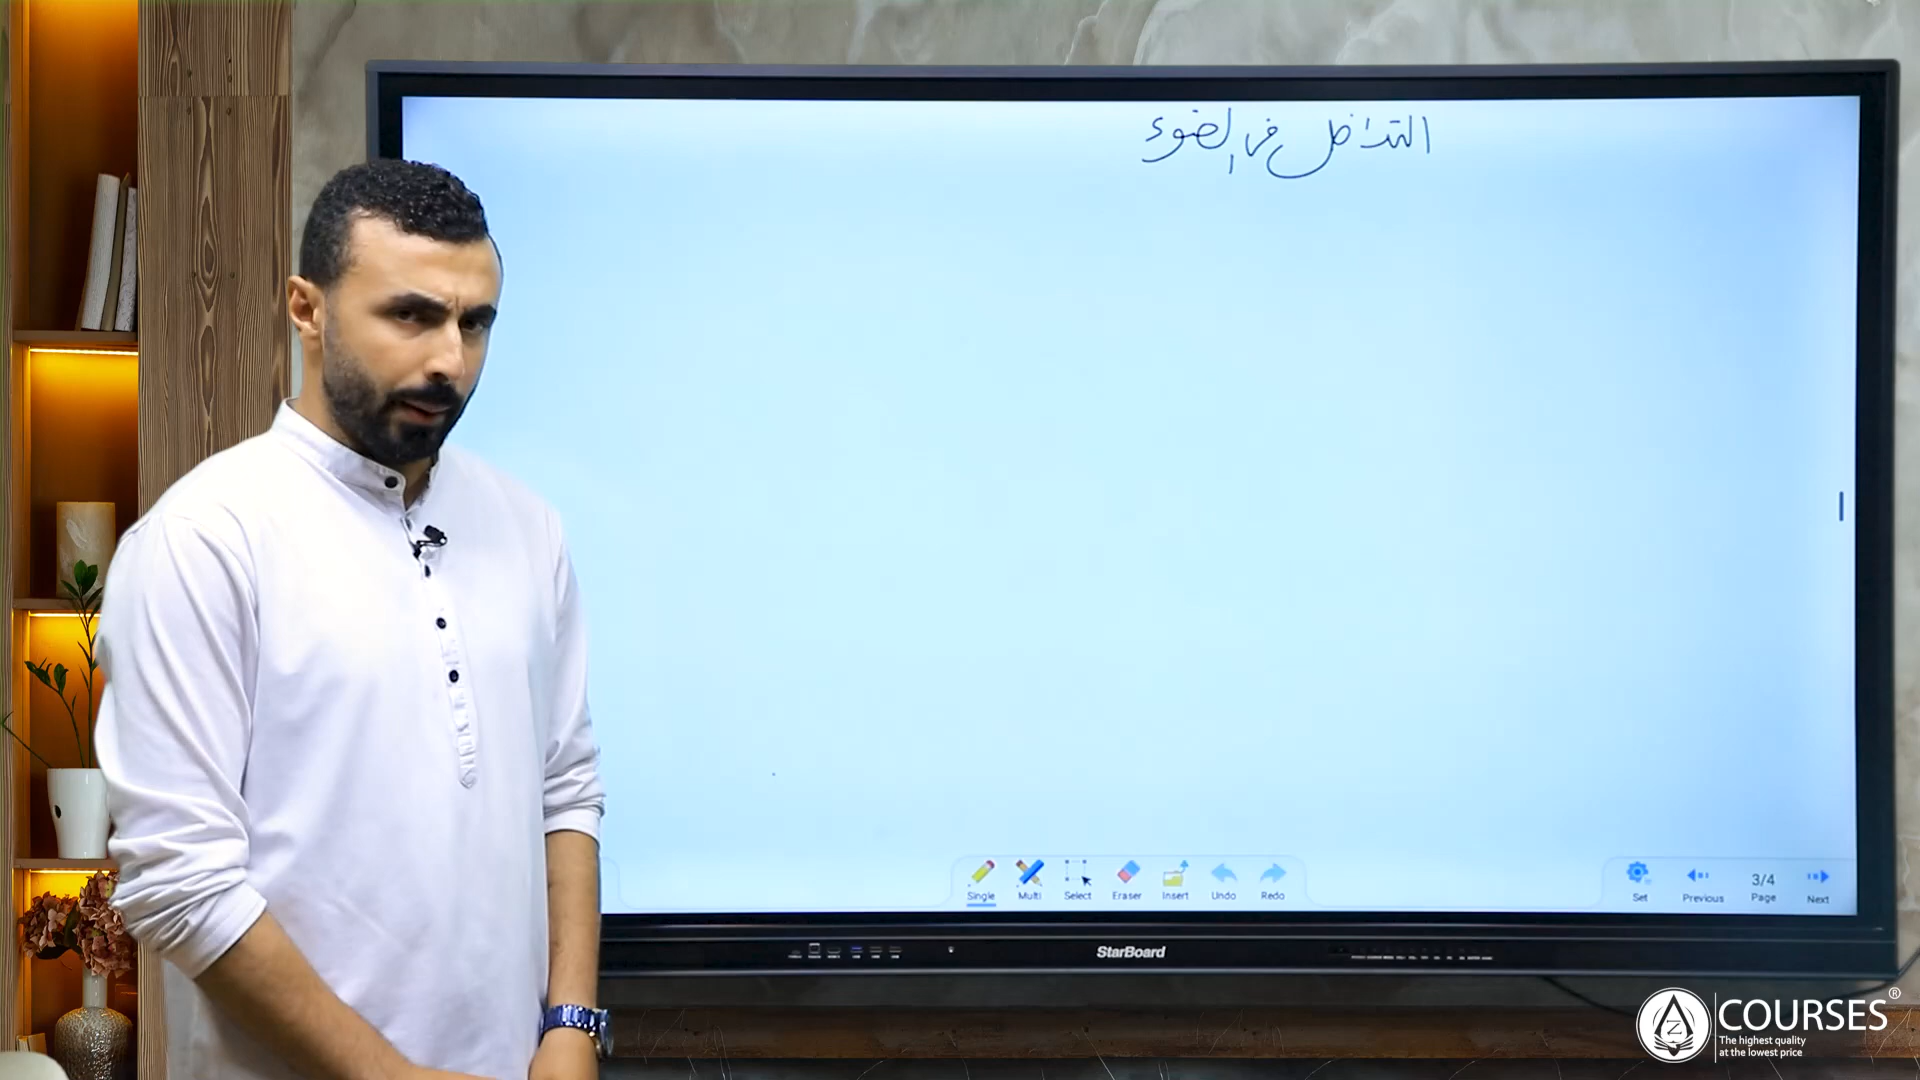 التداخل في الضوء
Single
Multi
Select
Eraser
Insert
Undo
Redo
Set
Previous
3/4
Page
Next
StarBoard
COURSES®
The highest quality
at the lowest price